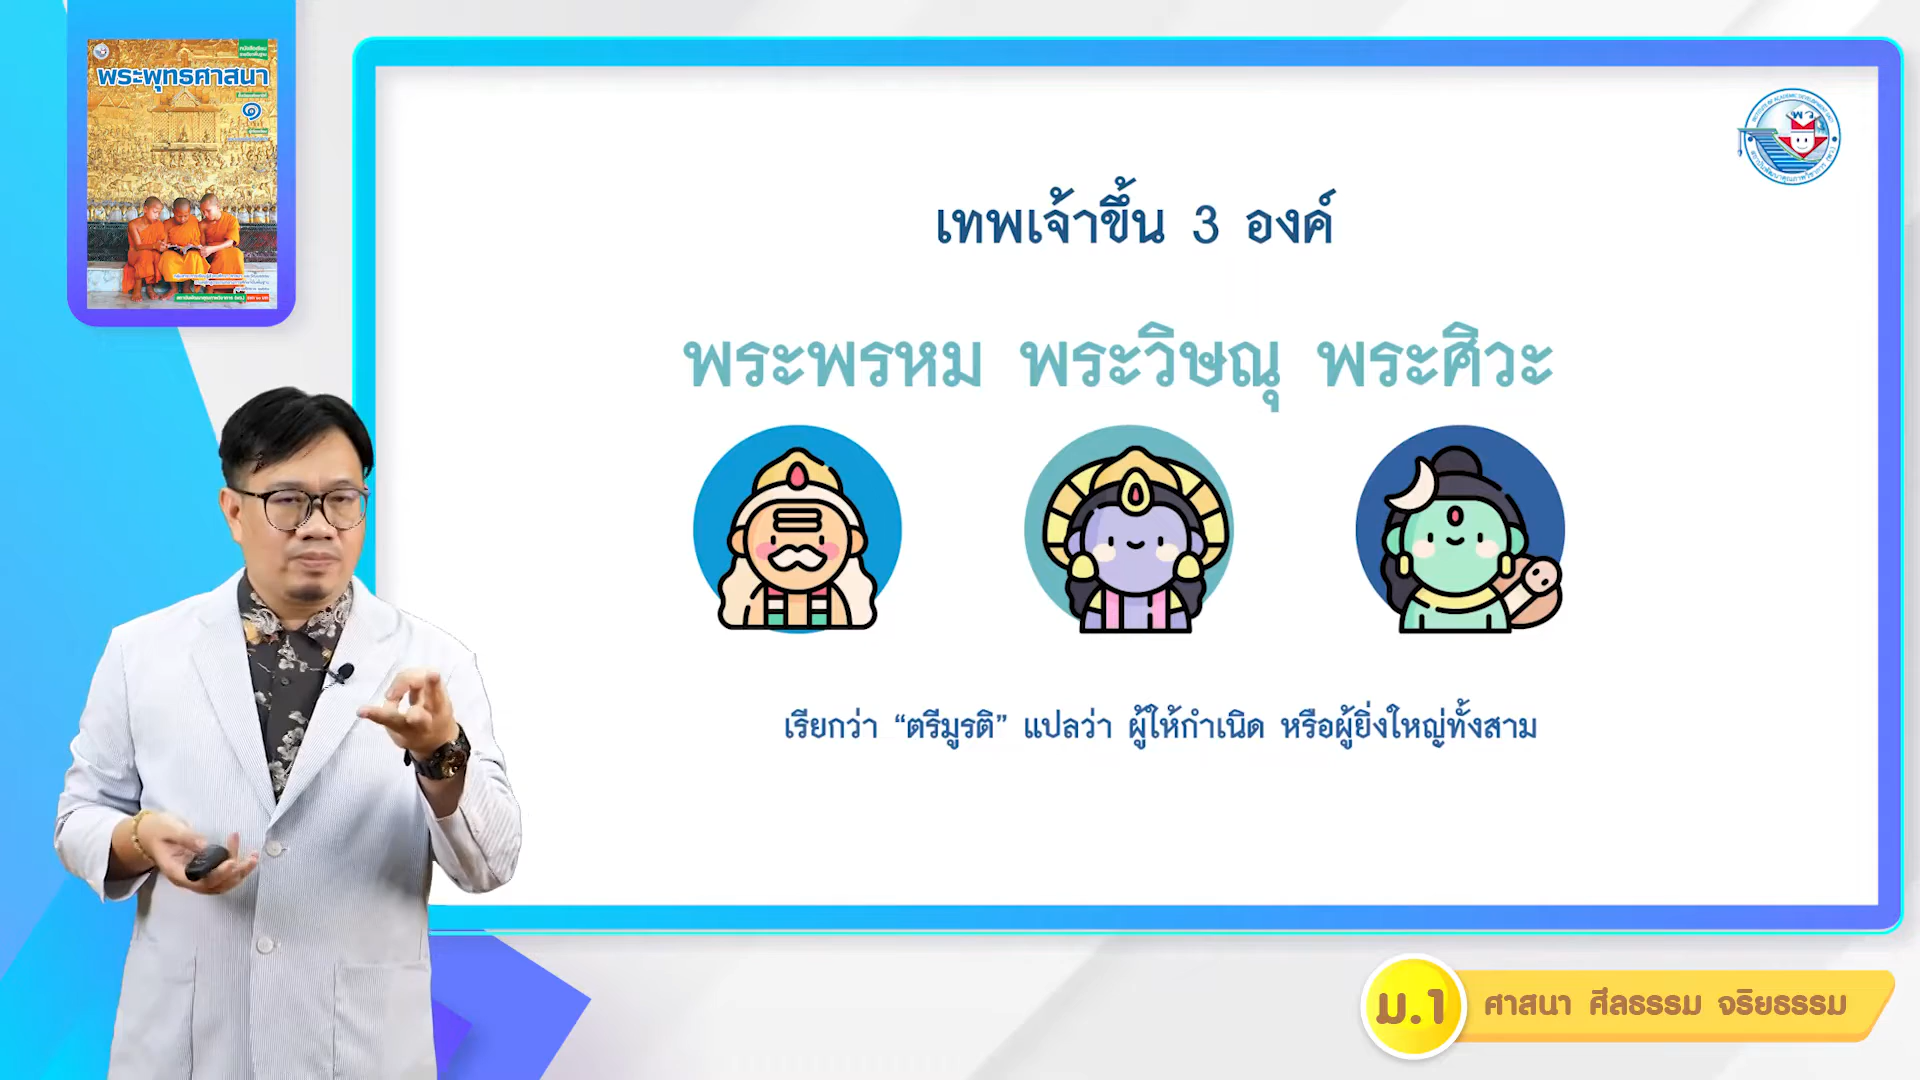 พระพุทธศาสนา
๑
เทพเจ้าขึ้น 3 องค์
พระพรหม พระวิษณุ พระศิวะ
เรียกว่า “ตรีมูรติ” แปลว่า ผู้ให้กำเนิด หรือผู้ยิ่งใหญ่ทั้งสาม
ม.1 ศาสนา ศีลธรรม จริยธรรม